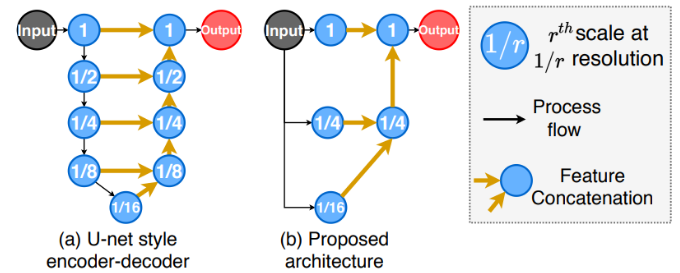 Input
1
1
Output
1/2
1/2
1/4
1/4
1/8
1/8
1/16
(a) U-net style
encoder-decoder
Input
1
1
Output
1/4
1/4
1/16
(b) Proposed
architecture
1/r
r^th scale at
1/r resolution
Process
flow
Feature
Concatenation